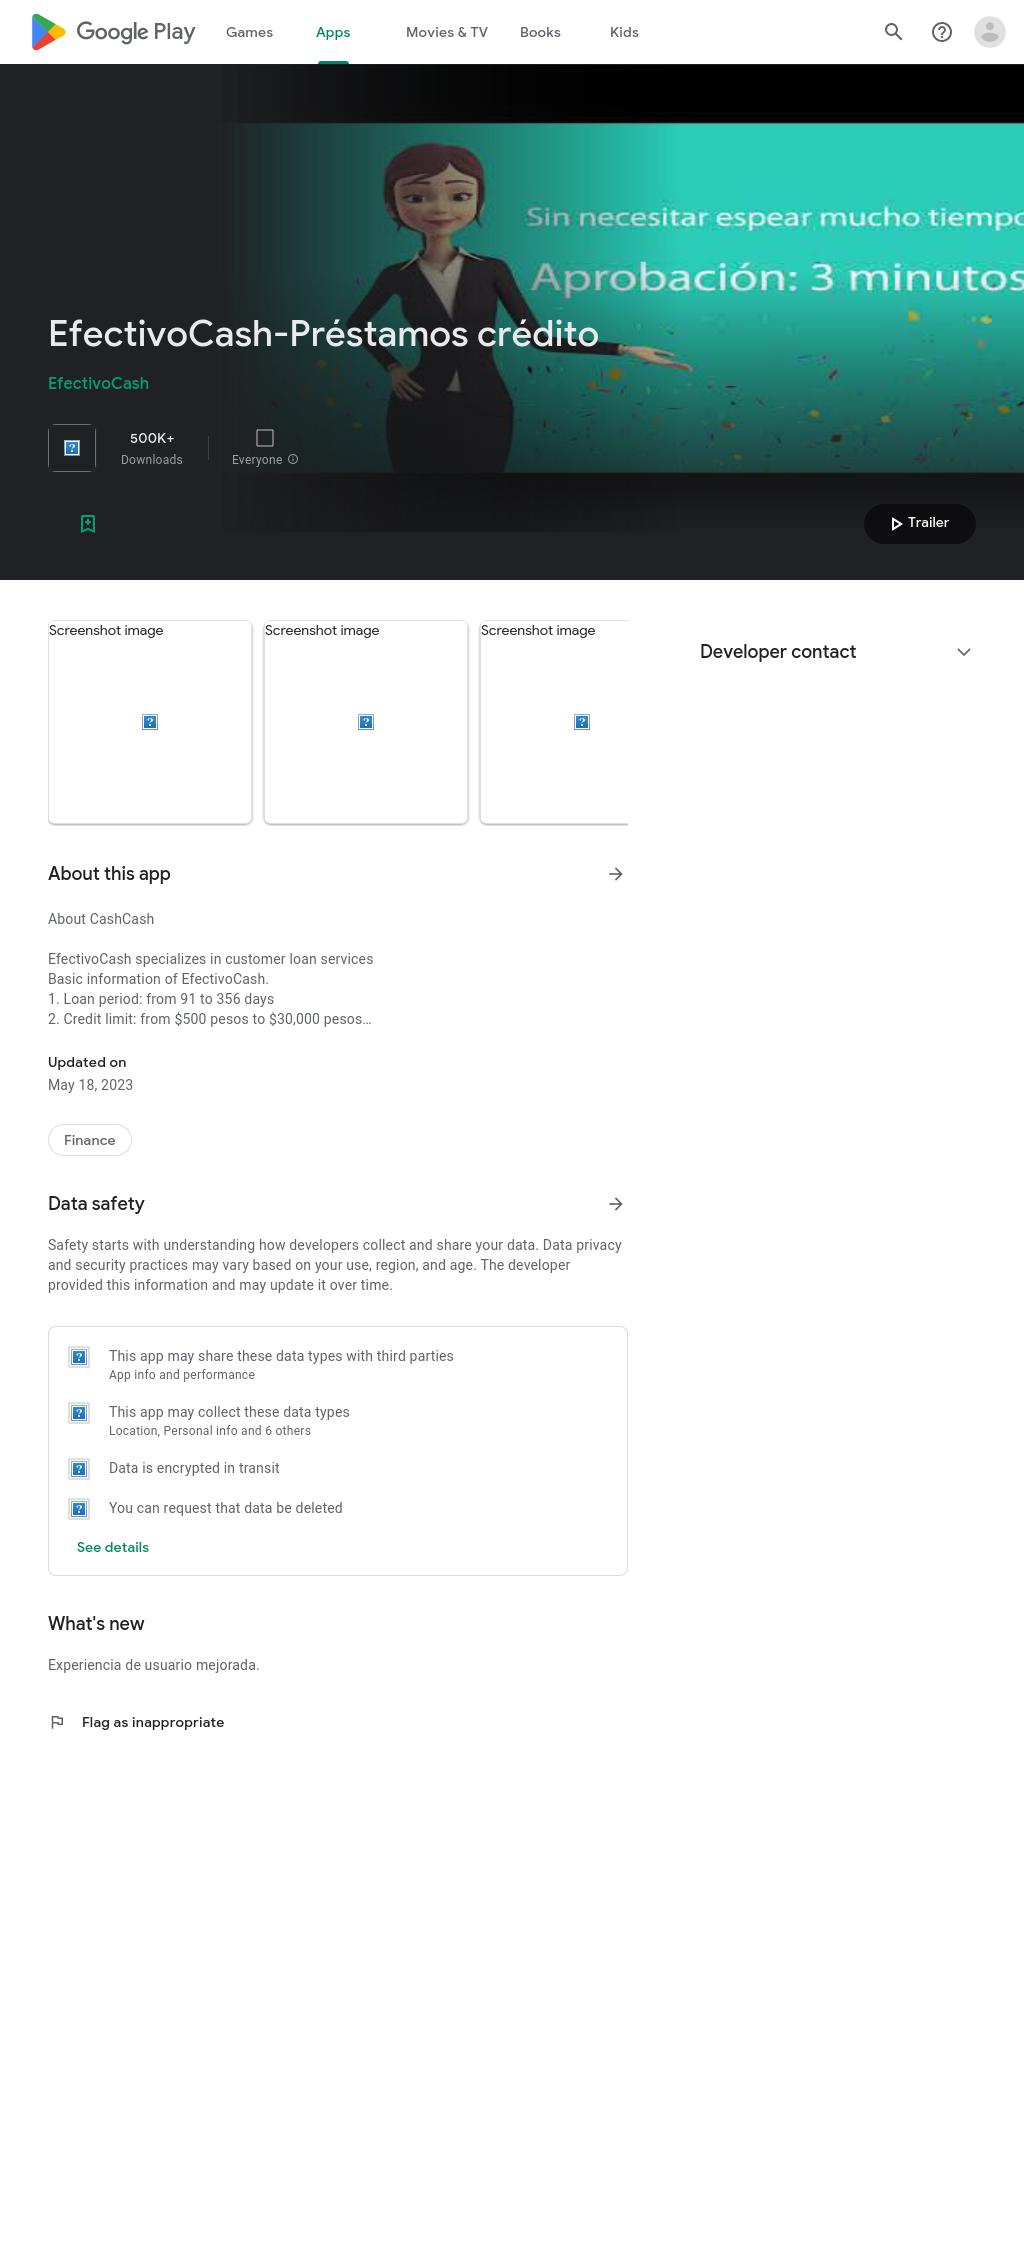 Google Play
Games
Apps
Movies & TV
Books
Kids
Sin necesitar espear mucho tiempo
Aprobación: 3 minutos
EfectivoCash-Préstamos crédito
EfectivoCash
500K+
Downloads
Everyone
Trailer
Screenshot image
Screenshot image
Screenshot image
Developer contact
About this app
About CashCash
EfectivoCash specializes in customer loan services
Basic information of EfectivoCash.
1. Loan period: from 91 to 356 days
2. Credit limit: from $500 pesos to $30,000 pesos…
Updated on
May 18, 2023
Finance
Data safety
Safety starts with understanding how developers collect and share your data. Data privacy
and security practices may vary based on your use, region, and age. The developer
provided this information and may update it over time.
This app may share these data types with third parties
App info and performance
This app may collect these data types
Location, Personal info and 6 others
Data is encrypted in transit
You can request that data be deleted
See details
What's new
Experiencia de usuario mejorada.
Flag as inappropriate